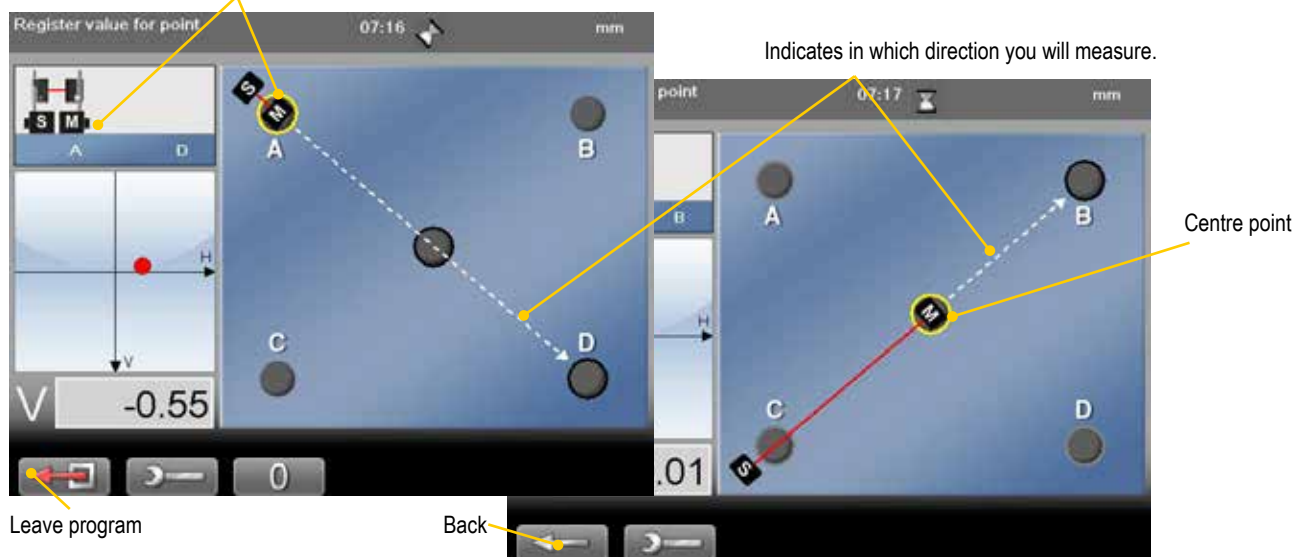 Register value for point 07:16 mm
Indicates in which direction you will measure.
S M
A D
S
M
A
B
H
V
C
D
V -0.55
0
Leave program
point 07:17 mm
B
A
B
Centre point
M
H
C
D
S
.01
Back